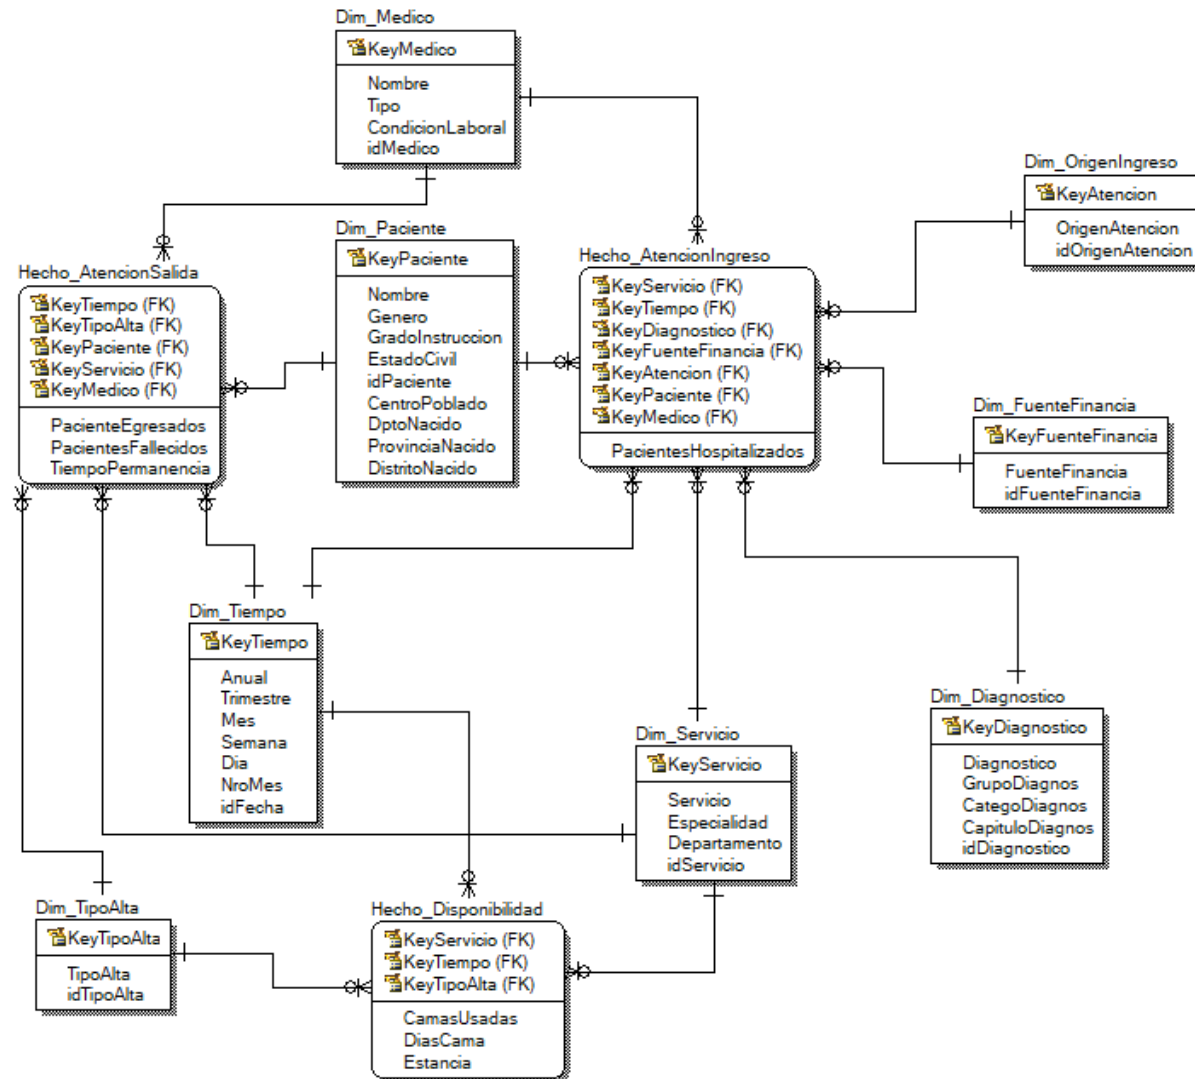 Dim_Medico
KeyMedico
Nombre
Tipo
CondicionLaboral
idMedico
Dim_OrigenIngreso
KeyAtencion
OrigenAtencion
idOrigenAtencion
Dim_Paciente
KeyPaciente
Nombre
Genero
GradoInstruccion
EstadoCivil
idPaciente
CentroPoblado
DptoNacido
ProvinciaNacido
DistritoNacido
Hecho_AtencionIngreso
KeyServicio (FK)
KeyTiempo (FK)
KeyDiagnostico (FK)
KeyFuenteFinancia (FK)
KeyAtencion (FK)
KeyPaciente (FK)
KeyMedico (FK)
PacientesHospitalizados
Hecho_AtencionSalida
KeyTiempo (FK)
KeyTipoAlta (FK)
KeyPaciente (FK)
KeyServicio (FK)
KeyMedico (FK)
PacienteEgresados
PacientesFallecidos
TiempoPermanencia
Dim_FuenteFinancia
KeyFuenteFinancia
FuenteFinancia
idFuenteFinancia
Dim_Tiempo
KeyTiempo
Anual
Trimestre
Mes
Semana
Dia
NroMes
idFecha
Dim_Servicio
KeyServicio
Servicio
Especialidad
Departamento
idServicio
Dim_Diagnostico
KeyDiagnostico
Diagnostico
GrupoDiagnos
CategoDiagnos
CapituloDiagnos
idDiagnostico
Dim_TipoAlta
KeyTipoAlta
TipoAlta
idTipoAlta
Hecho_Disponibilidad
KeyServicio (FK)
KeyTiempo (FK)
KeyTipoAlta (FK)
CamasUsadas
DiasCama
Estancia